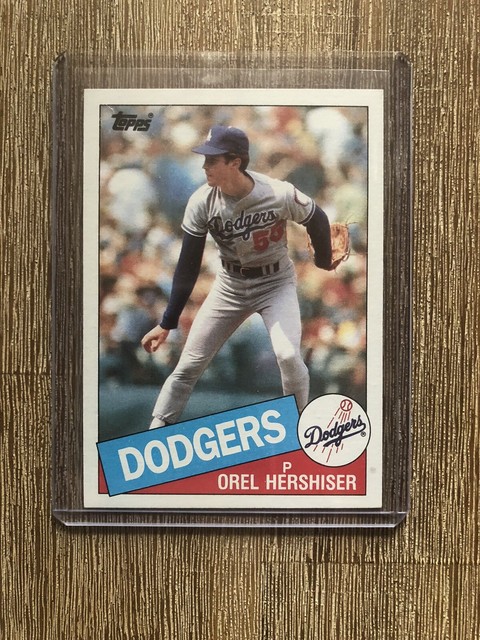 Topps®
Dodgers
55
DODGERS
Dodgers®
P
OREL HERSHISER